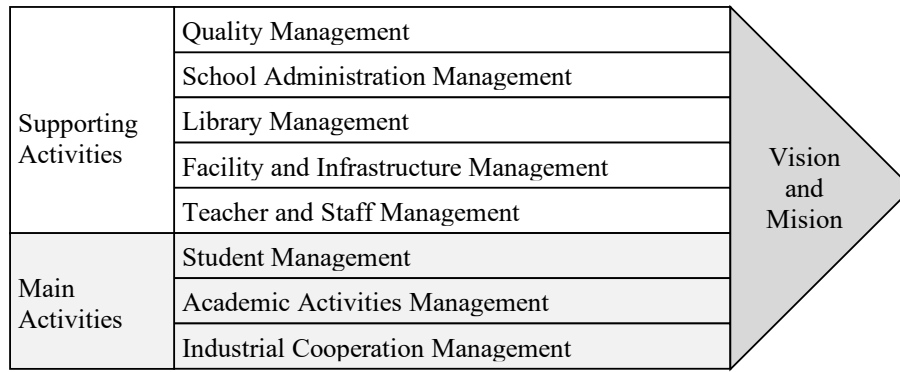 Supporting
Activities
Quality Management
School Administration Management
Library Management
Facility and Infrastructure Management
Teacher and Staff Management
Main
Activities
Student Management
Academic Activities Management
Industrial Cooperation Management
Vision
and
Mision